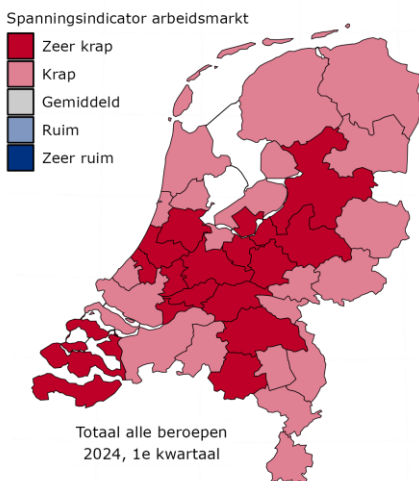 Spanningsindicator arbeidsmarkt
Zeer krap
Krap
Gemiddeld
Ruim
Zeer ruim
Totaal alle beroepen
2024, 1e kwartaal